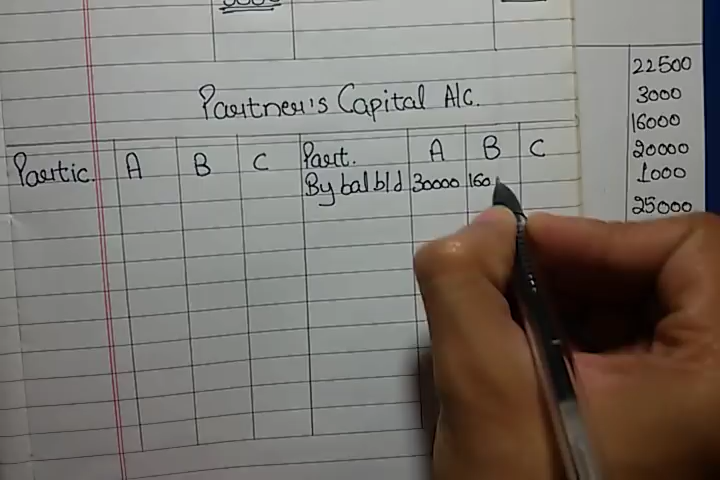 Partner's Capital A/c.
Partic. A B C Part. A B C
By bal b/d 30000 160
22500
3000
16000
20000
1000
25000